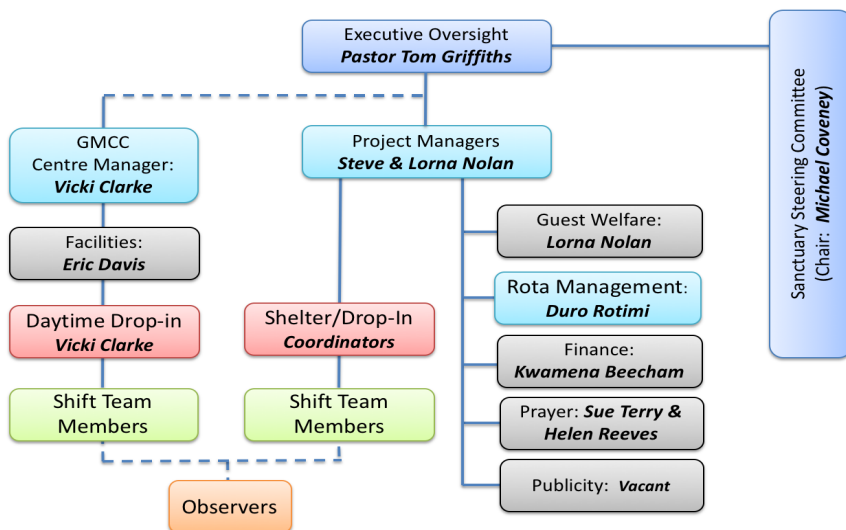 Executive Oversight
Pastor Tom Griffiths
Sanctuary Steering Committee
(Chair: Michael Coveney)
GMCC
Centre Manager:
Vicki Clarke
Project Managers
Steve & Lorna Nolan
Facilities:
Eric Davis
Guest Welfare:
Lorna Nolan
Rota Management:
Duro Rotimi
Daytime Drop-in
Vicki Clarke
Shelter/Drop-In
Coordinators
Finance:
Kwamena Beecham
Shift Team
Members
Shift Team
Members
Prayer: Sue Terry &
Helen Reeves
Publicity: Vacant
Observers